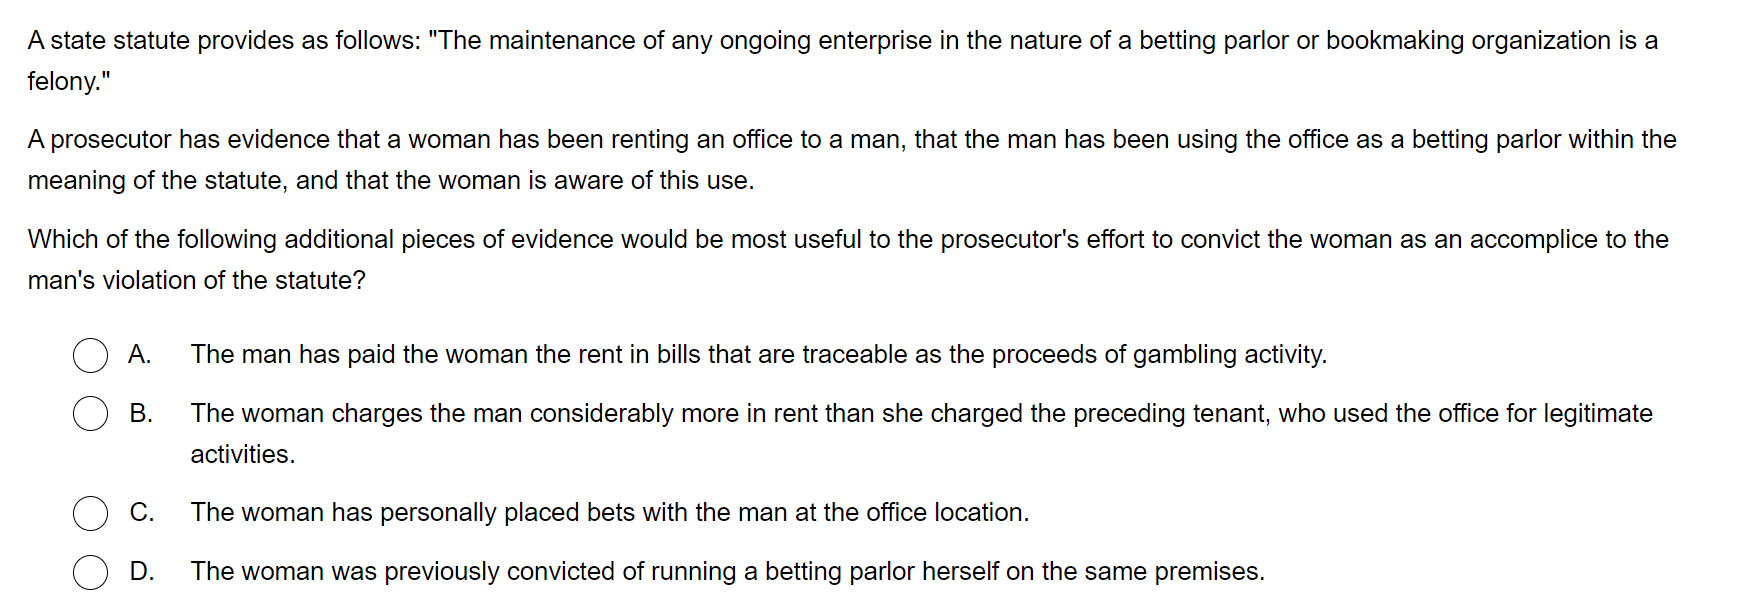 A state statute provides as follows: "The maintenance of any ongoing enterprise in the nature of a betting parlor or bookmaking organization is a
felony."
A prosecutor has evidence that a woman has been renting an office to a man, that the man has been using the office as a betting parlor within the
meaning of the statute, and that the woman is aware of this use.
Which of the following additional pieces of evidence would be most useful to the prosecutor's effort to convict the woman as an accomplice to the
man's violation of the statute?
A. The man has paid the woman the rent in bills that are traceable as the proceeds of gambling activity.
B. The woman charges the man considerably more in rent than she charged the preceding tenant, who used the office for legitimate
activities.
C. The woman has personally placed bets with the man at the office location.
D. The woman was previously convicted of running a betting parlor herself on the same premises.